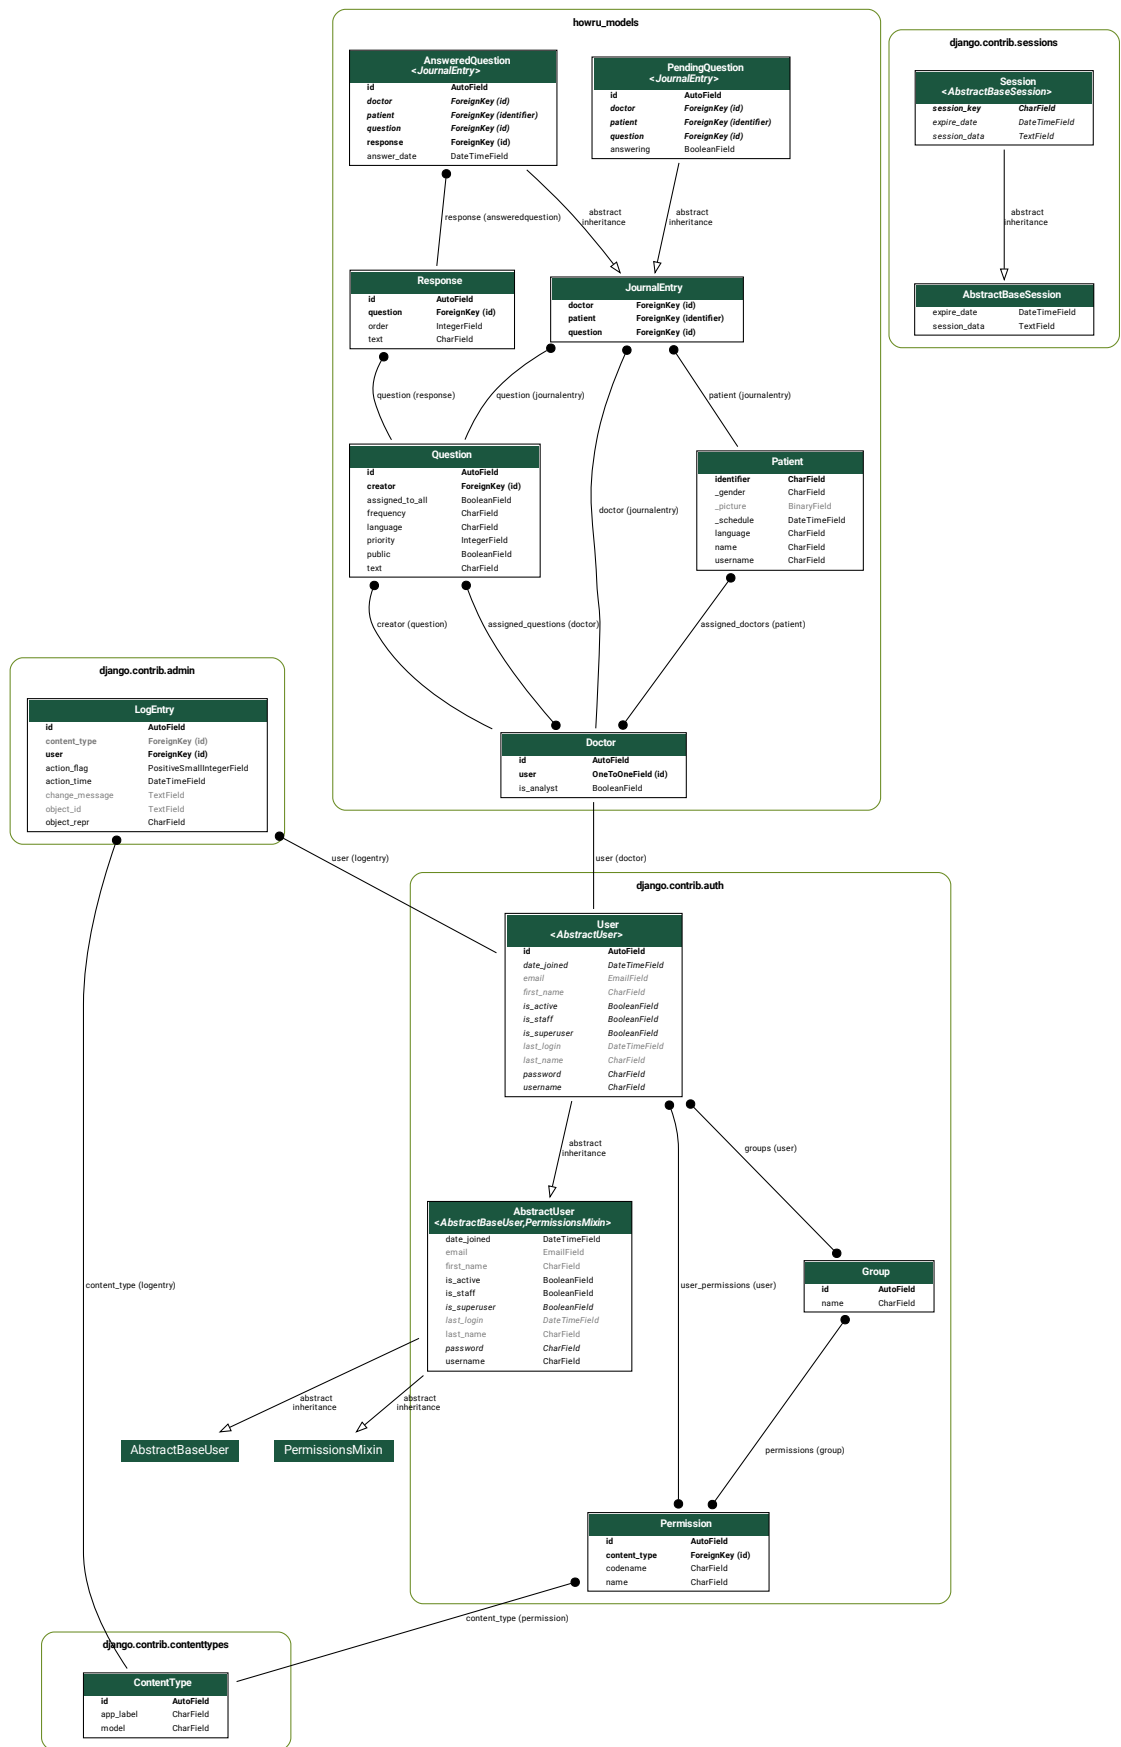 howru_models
AnsweredQuestion
<JournalEntry>
id AutoField
doctor ForeignKey (id)
patient ForeignKey (identifier)
question ForeignKey (id)
response ForeignKey (id)
answer_date DateTimeField
PendingQuestion
<JournalEntry>
id AutoField
doctor ForeignKey (id)
patient ForeignKey (identifier)
question ForeignKey (id)
answering BooleanField
django.contrib.sessions
Session
<AbstractBaseSession>
session_key CharField
expire_date DateTimeField
session_data TextField
response (answeredquestion)
abstract
inheritance
abstract
inheritance
abstract
inheritance
Response
id AutoField
question ForeignKey (id)
order IntegerField
text CharField
JournalEntry
doctor ForeignKey (id)
patient ForeignKey (identifier)
question ForeignKey (id)
AbstractBaseSession
expire_date DateTimeField
session_data TextField
question (response)
question (journalentry)
patient (journalentry)
doctor (journalentry)
Question
id AutoField
creator ForeignKey (id)
assigned_to_all BooleanField
frequency CharField
language CharField
priority IntegerField
public BooleanField
text CharField
Patient
identifier CharField
_gender CharField
_picture BinaryField
_schedule DateTimeField
language CharField
name CharField
username CharField
creator (question)
assigned_questions (doctor)
assigned_doctors (patient)
django.contrib.admin
LogEntry
id AutoField
content_type ForeignKey (id)
user ForeignKey (id)
action_flag PositiveSmallIntegerField
action_time DateTimeField
change_message TextField
object_id TextField
object_repr CharField
Doctor
id AutoField
user OneToOneField (id)
is_analyst BooleanField
user (logentry)
user (doctor)
django.contrib.auth
User
<AbstractUser>
id AutoField
date_joined DateTimeField
email EmailField
first_name CharField
is_active BooleanField
is_staff BooleanField
is_superuser BooleanField
last_login DateTimeField
last_name CharField
password CharField
username CharField
abstract
inheritance
groups (user)
AbstractUser
<AbstractBaseUser,PermissionsMixin>
date_joined DateTimeField
email EmailField
first_name CharField
is_active BooleanField
is_staff BooleanField
is_superuser BooleanField
last_login DateTimeField
last_name CharField
password CharField
username CharField
content_type (logentry)
user_permissions (user)
Group
id AutoField
name CharField
abstract
inheritance
abstract
inheritance
AbstractBaseUser
PermissionsMixin
permissions (group)
Permission
id AutoField
content_type ForeignKey (id)
codename CharField
name CharField
content_type (permission)
django.contrib.contenttypes
ContentType
id AutoField
app_label CharField
model CharField